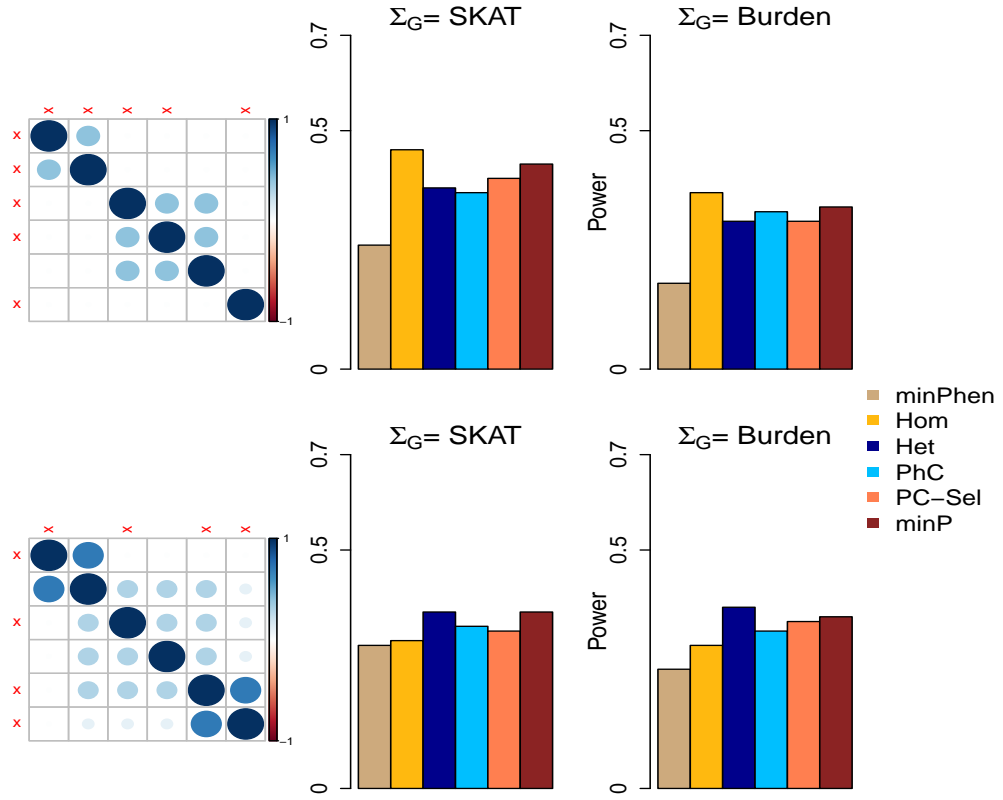 Σ_G= SKAT
Σ_G= Burden
0.7
0.5
0
0.7
0.5
0
Power
x x x x x
x
x
x
x
x
1
−1
minPhen
Hom
Het
PhC
PC−Sel
minP
Σ_G= SKAT
Σ_G= Burden
0.7
0.5
0
0.7
0.5
0
Power
x x x x
x
x
x
x
1
−1